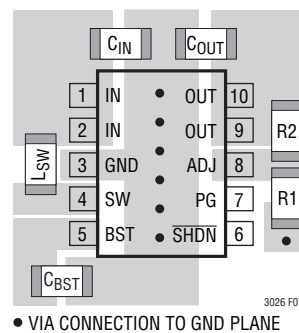 CIN COUT
1 IN OUT 10
2 IN OUT 9 R2
LSW 3 GND ADJ 8
4 SW PG 7 R1
5 BST SHDN 6
CBST
3026 F0
● VIA CONNECTION TO GND PLANE